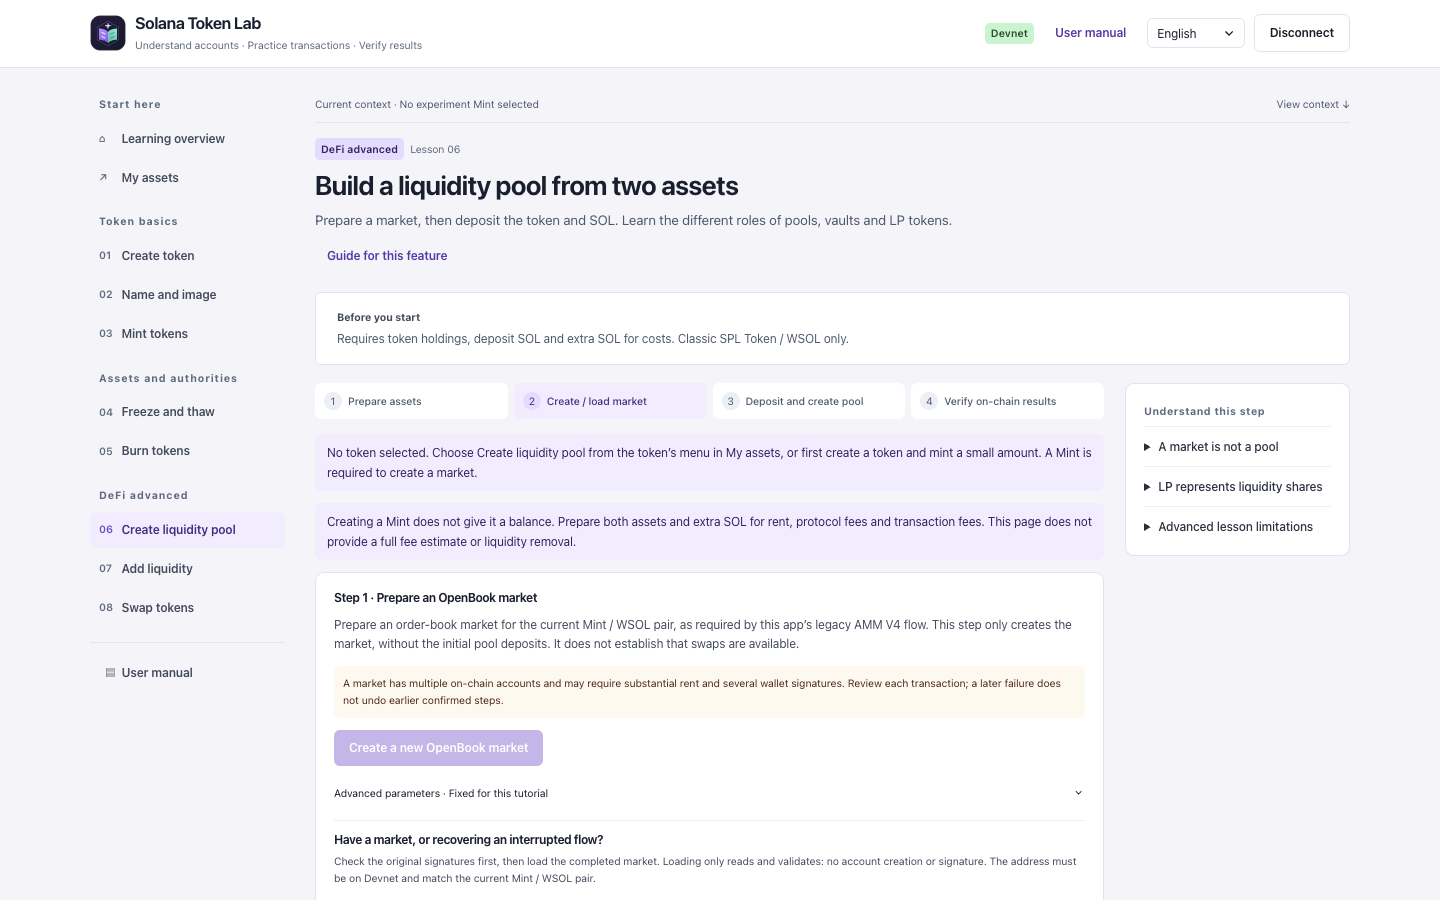 Solana Token Lab
Understand accounts · Practice transactions · Verify results
Devnet
User manual
English
Disconnect
Start here
Learning overview
My assets
Token basics
01 Create token
02 Name and image
03 Mint tokens
Assets and authorities
04 Freeze and thaw
05 Burn tokens
DeFi advanced
06 Create liquidity pool
07 Add liquidity
08 Swap tokens
User manual
Current context · No experiment Mint selected
View context ↓
DeFi advanced Lesson 06
Build a liquidity pool from two assets
Prepare a market, then deposit the token and SOL. Learn the different roles of pools, vaults and LP tokens.
Guide for this feature
Before you start
Requires token holdings, deposit SOL and extra SOL for costs. Classic SPL Token / WSOL only.
1 Prepare assets
2 Create / load market
3 Deposit and create pool
4 Verify on-chain results
No token selected. Choose Create liquidity pool from the token's menu in My assets, or first create a token and mint a small amount. A Mint is
required to create a market.
Creating a Mint does not give it a balance. Prepare both assets and extra SOL for rent, protocol fees and transaction fees. This page does not
provide a full fee estimate or liquidity removal.
Step 1 · Prepare an OpenBook market
Prepare an order-book market for the current Mint / WSOL pair, as required by this app's legacy AMM V4 flow. This step only creates the
market, without the initial pool deposits. It does not establish that swaps are available.
A market has multiple on-chain accounts and may require substantial rent and several wallet signatures. Review each transaction; a later failure does
not undo earlier confirmed steps.
Create a new OpenBook market
Advanced parameters · Fixed for this tutorial
Have a market, or recovering an interrupted flow?
Check the original signatures first, then load the completed market. Loading only reads and validates: no account creation or signature. The address must
be on Devnet and match the current Mint / WSOL pair.
Understand this step
A market is not a pool
LP represents liquidity shares
Advanced lesson limitations